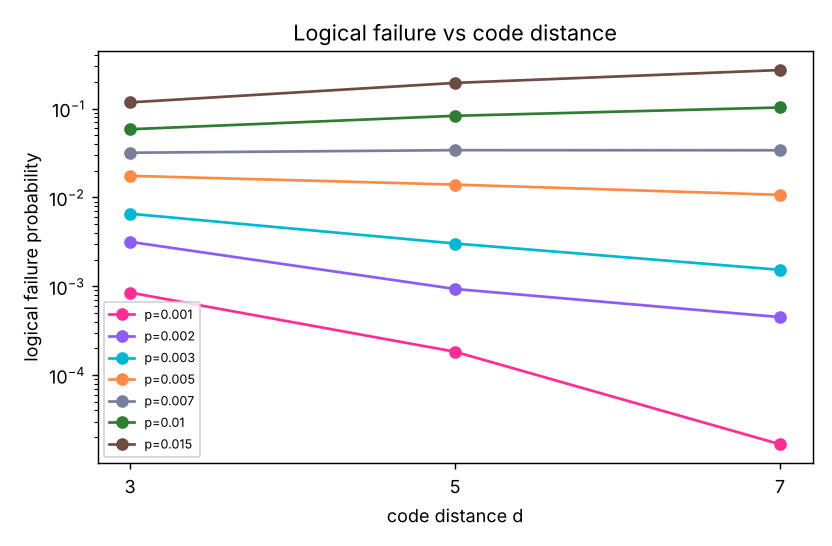 Logical failure vs code distance
logical failure probability
10⁻¹
10⁻²
10⁻³
10⁻⁴
p=0.001
p=0.002
p=0.003
p=0.005
p=0.007
p=0.01
p=0.015
3 5 7
code distance d